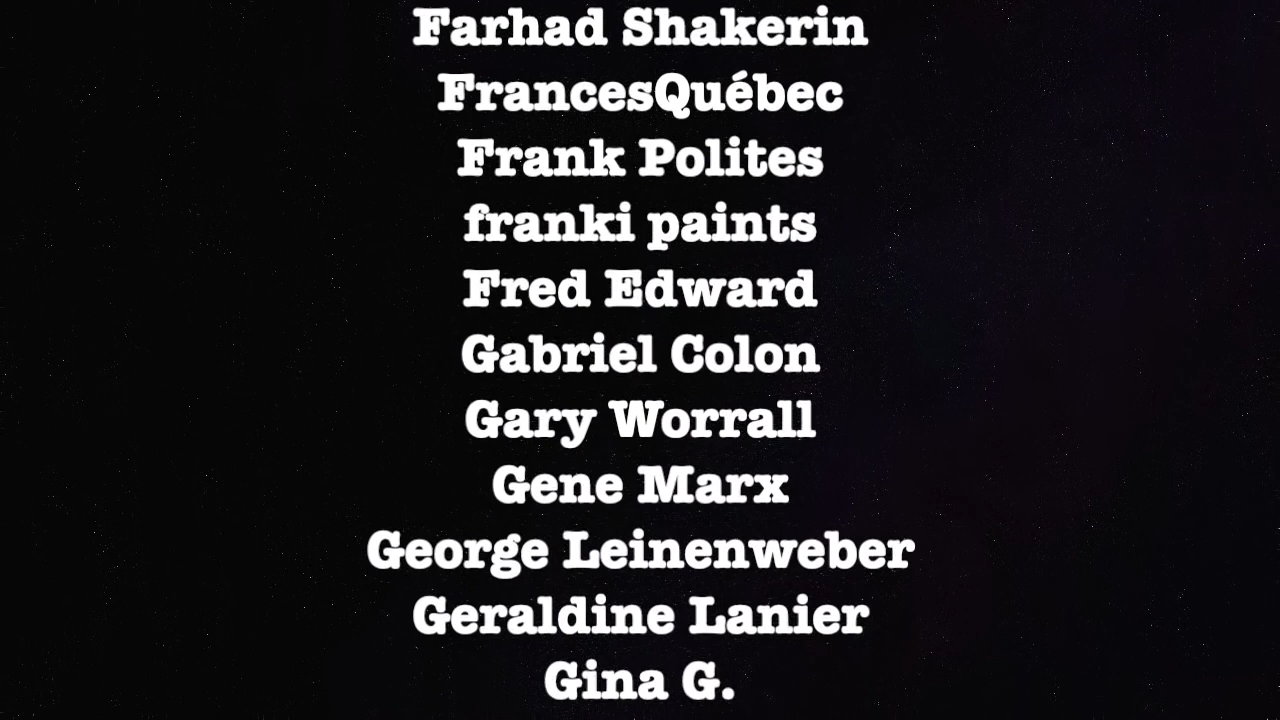 Farhad Shakerin
FrancesQuébec
Frank Polites
franki paints
Fred Edward
Gabriel Colon
Gary Worrall
Gene Marx
George Leinenweber
Geraldine Lanier
Gina G.